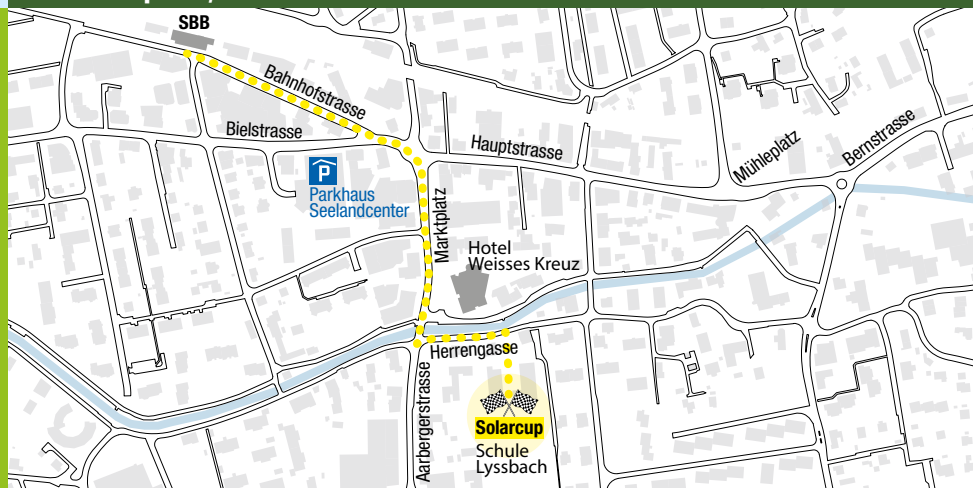 SBB
Bahnhofstrasse
Bielstrasse
Hauptstrasse
Mühleplatz
Bernstrasse
P
Parkhaus
Seelandcenter
Marktplatz
Hotel
Weisses Kreuz
Herrengasse
Aarbergerstrasse
Solarcup
Schule
Lyssbach